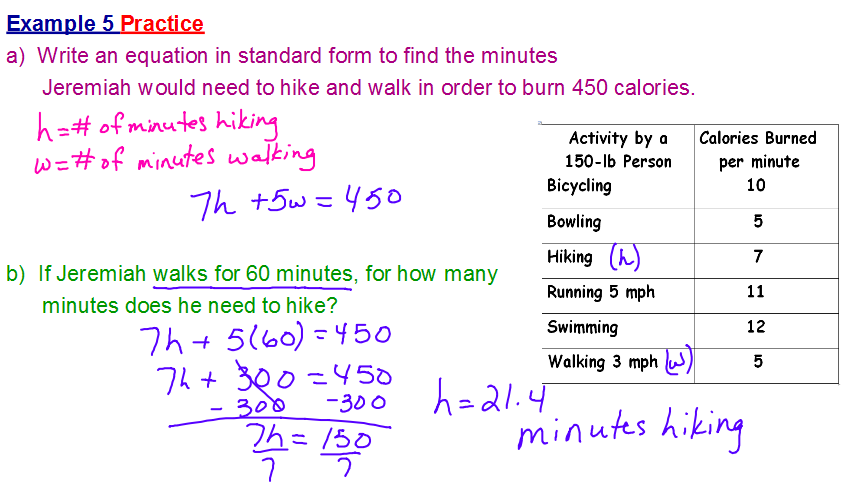 Example 5 Practice
a) Write an equation in standard form to find the minutes
Jeremiah would need to hike and walk in order to burn 450 calories.
h=# of minutes hiking
w=# of minutes walking
7h +5w = 450
Activity by a 150-lb Person Calories Burned per minute
Bicycling 10
Bowling 5
Hiking (h) 7
Running 5 mph 11
Swimming 12
Walking 3 mph (w) 5
b) If Jeremiah walks for 60 minutes, for how many
minutes does he need to hike?
7h + 5(60) = 450
7h + 300 = 450
- 300 -300
7h = 150
7 7
h = 21.4
minutes hiking